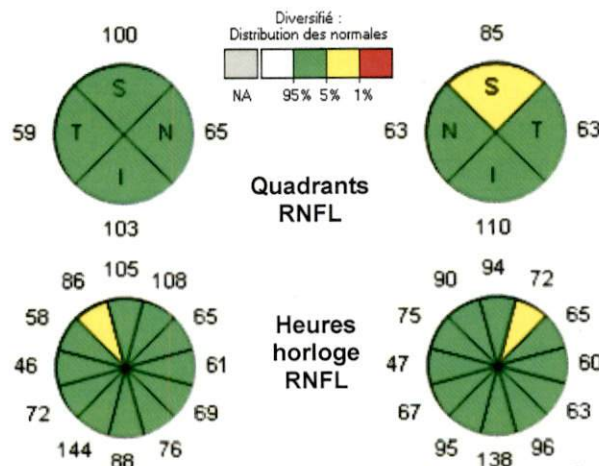 Diversifié :
Distribution des normales
NA 95% 5% 1%
100
S
59 T N 65
I
103
85
S
63 N T 63
I
110
Quadrants
RNFL
86 105 108
58 65
46 61
72 69
144 88 76
Heures
horloge
RNFL
90 94 72
75 65
47 60
67 63
95 138 96